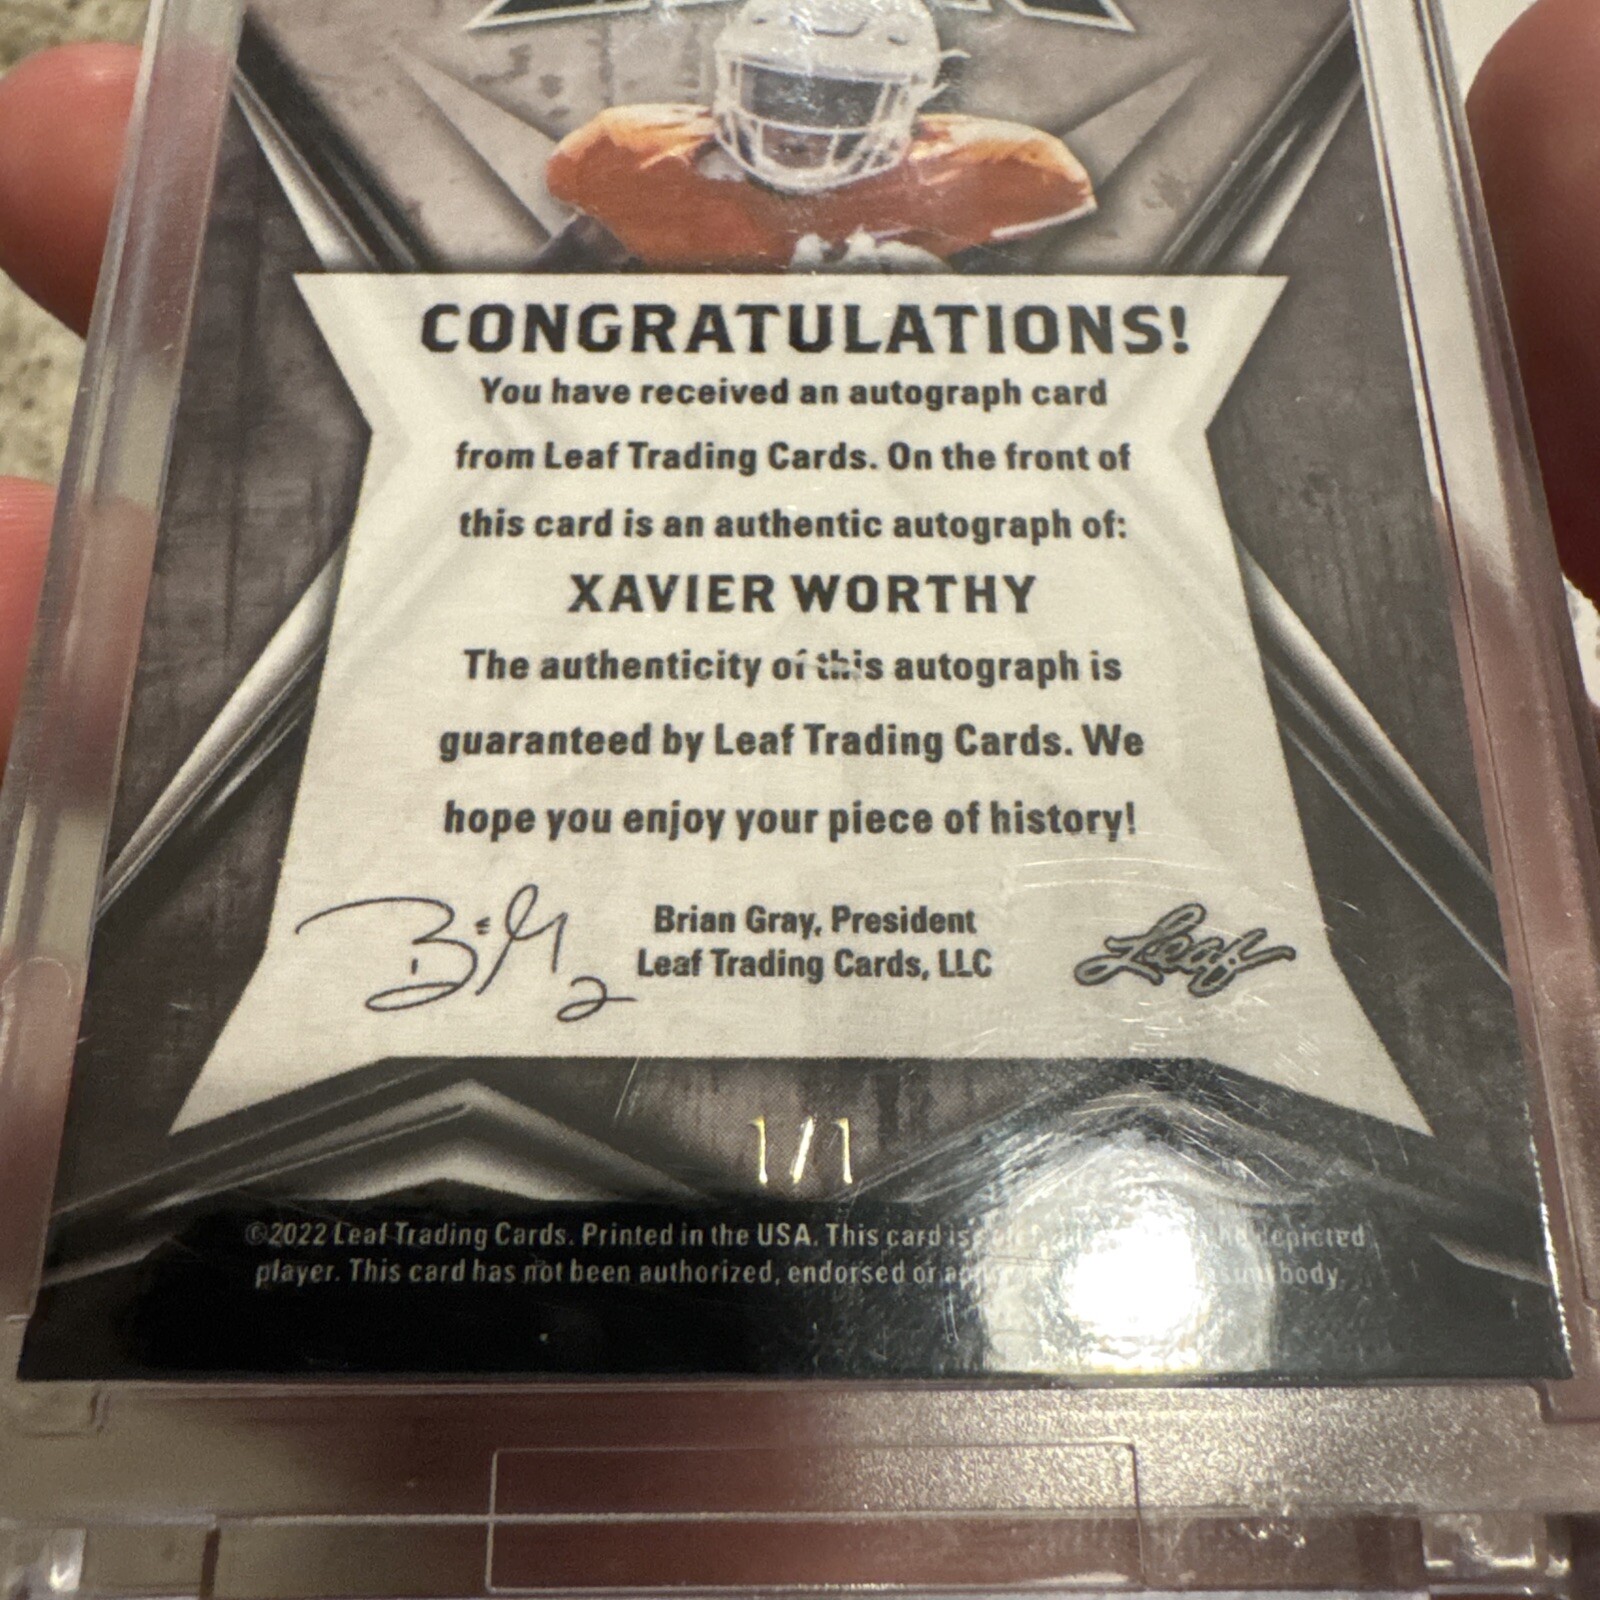 CONGRATULATIONS!
You have received an autograph card
from Leaf Trading Cards. On the front of
this card is an authentic autograph of:
XAVIER WORTHY
The authenticity of this autograph is
guaranteed by Leaf Trading Cards. We
hope you enjoy your piece of history!
Brian Gray, President
Leaf Trading Cards, LLC
Leaf
1/1
©2022 Leaf Trading Cards. Printed in the USA. This card is depicted
player. This card has not been authorized, endorsed or body.